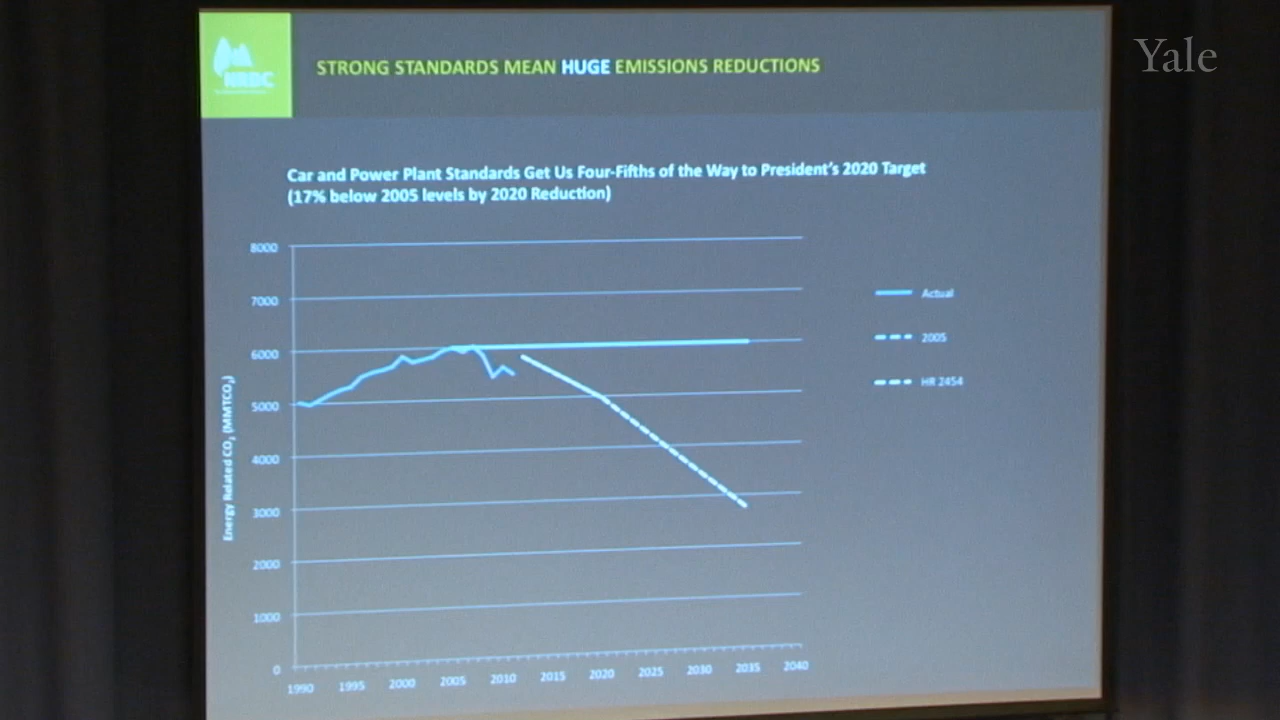 Yale
NRDC
STRONG STANDARDS MEAN HUGE EMISSIONS REDUCTIONS
Car and Power Plant Standards Get Us Four-Fifths of the Way to President's 2020 Target
(17% below 2005 levels by 2020 Reduction)
8000
7000
6000
5000
4000
3000
2000
1000
0
Energy Related CO₂ (MMTCO₂)
1990 1995 2000 2005 2010 2015 2020 2025 2030 2035 2040
Actual
2005
HR 2454